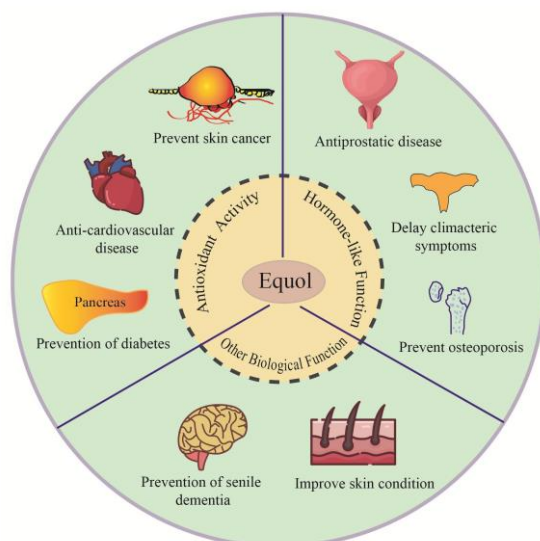 Prevent skin cancer
Antiprostatic disease
Anti-cardiovascular
disease
Delay climacteric
symptoms
Pancreas
Prevention of diabetes
Prevent osteoporosis
Antioxidant Activity
Hormone-like Function
Equol
Other Biological Function
Prevention of senile
dementia
Improve skin condition